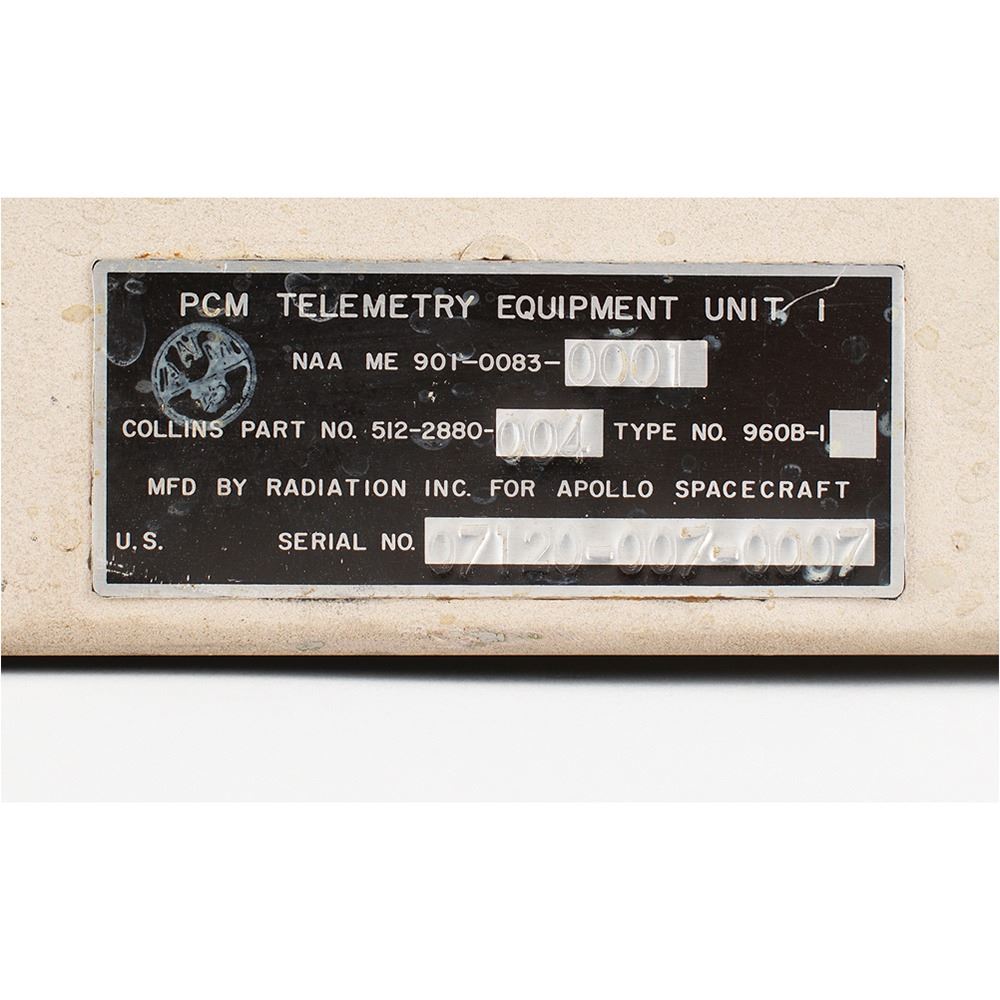 PCM TELEMETRY EQUIPMENT UNIT 1
NAA ME 901-0083-0001
COLLINS PART NO. 512-2880-004 TYPE NO. 960B-1
MFD BY RADIATION INC. FOR APOLLO SPACECRAFT
U.S. SERIAL NO. 07120-007-0007